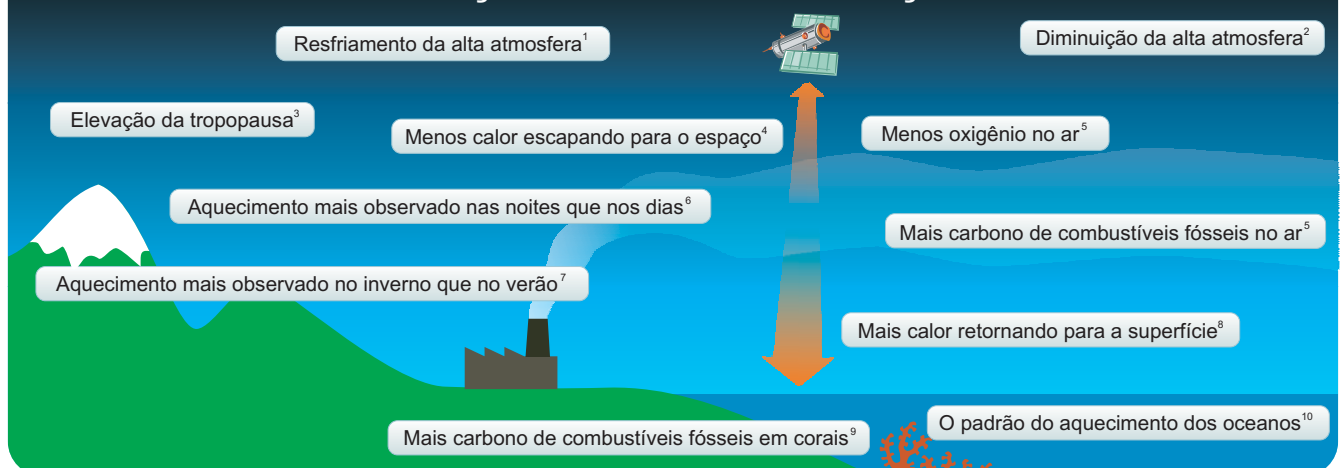 Resfriamento da alta atmosfera¹
Diminuição da alta atmosfera²
Elevação da tropopausa³
Menos calor escapando para o espaço⁴
Menos oxigênio no ar⁵
Aquecimento mais observado nas noites que nos dias⁶
Mais carbono de combustíveis fósseis no ar⁵
Aquecimento mais observado no inverno que no verão⁷
Mais calor retornando para a superfície⁸
Mais carbono de combustíveis fósseis em corais⁹
O padrão do aquecimento dos oceanos¹⁰